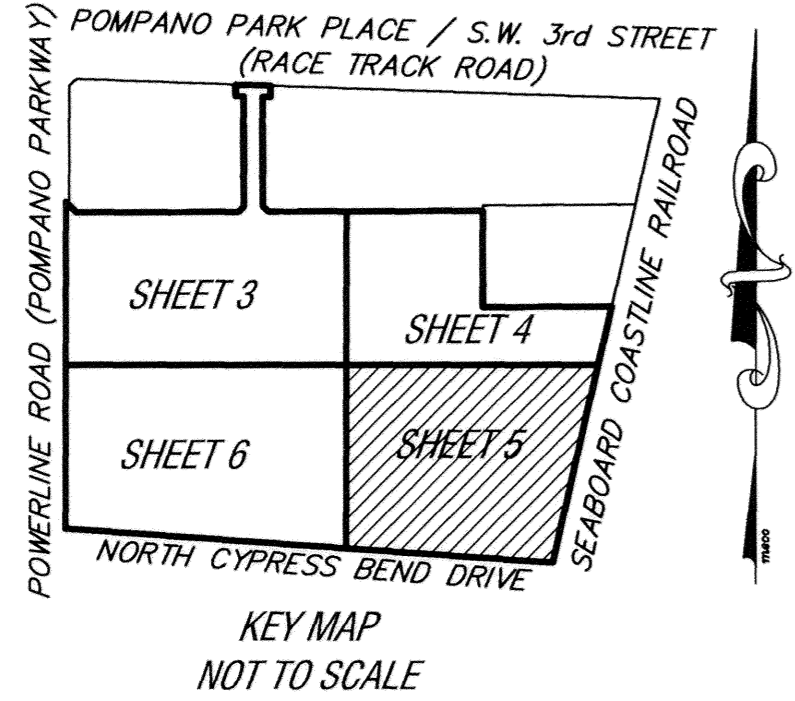 POMPANO PARK PLACE / S.W. 3rd STREET
(RACE TRACK ROAD)
POWERLINE ROAD (POMPANO PARKWAY)
SEABOARD COASTLINE RAILROAD
SHEET 3
SHEET 4
SHEET 6
SHEET 5
NORTH CYPRESS BEND DRIVE
KEY MAP
NOT TO SCALE